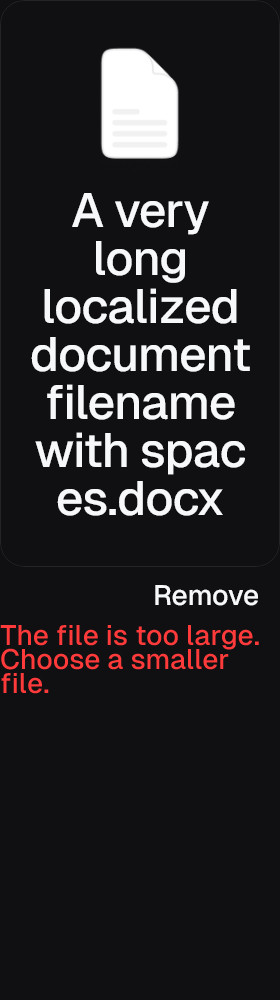 A very
long
localized
document
filename
with spac
es.docx
Remove
The file is too large.
Choose a smaller
file.